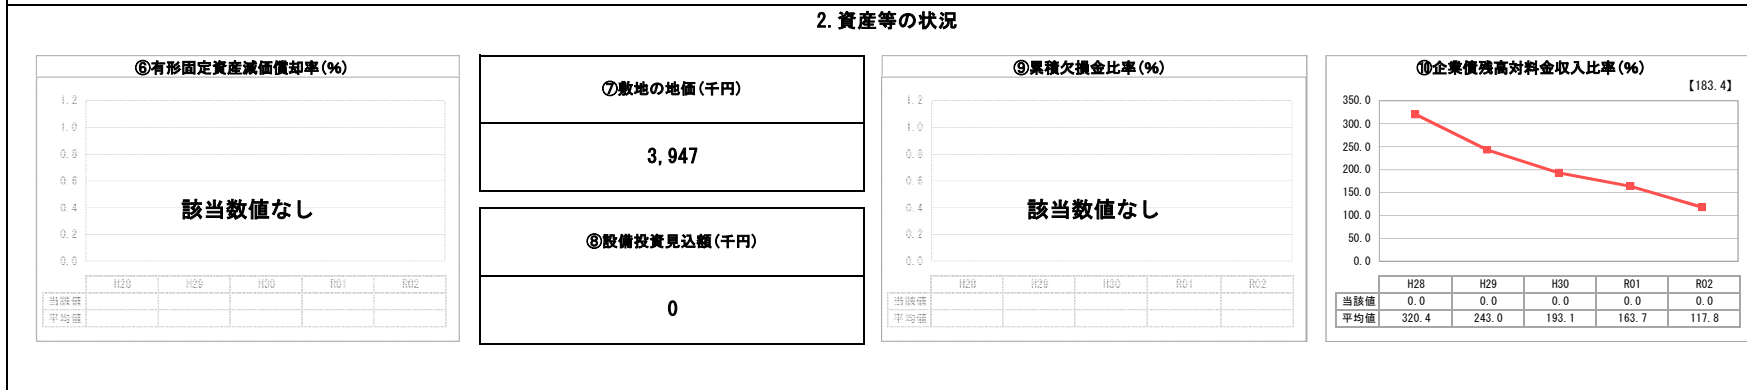 2.資産等の状況
⑥有形固定資産減価償却率(%)
1.2
1.0
0.8
0.6
0.4
0.2
0.0
該当数値なし
H28 H29 H30 R01 R02
当該値
平均値
⑦敷地の地価(千円)
3,947
⑧設備投資見込額(千円)
0
⑨累積欠損金比率(%)
1.2
1.0
0.8
0.6
0.4
0.2
0.0
該当数値なし
H28 H29 H30 R01 R02
当該値
平均値
⑩企業債残高対料金収入比率(%)
【183.4】
350.0
300.0
250.0
200.0
150.0
100.0
50.0
0.0
H28 H29 H30 R01 R02
当該値 0.0 0.0 0.0 0.0 0.0
平均値 320.4 243.0 193.1 163.7 117.8